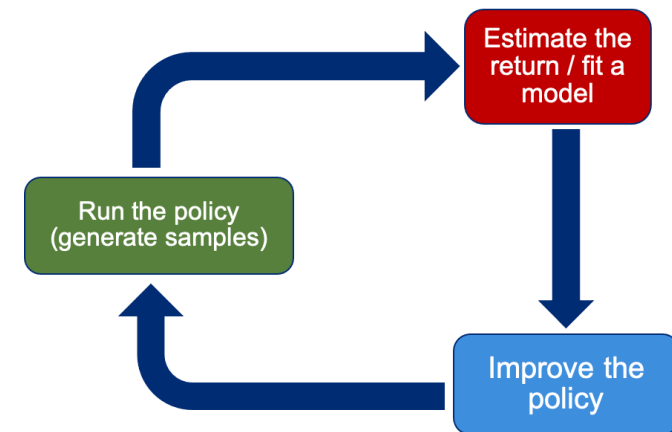 Estimate the
return / fit a
model
Run the policy
(generate samples)
Improve the
policy